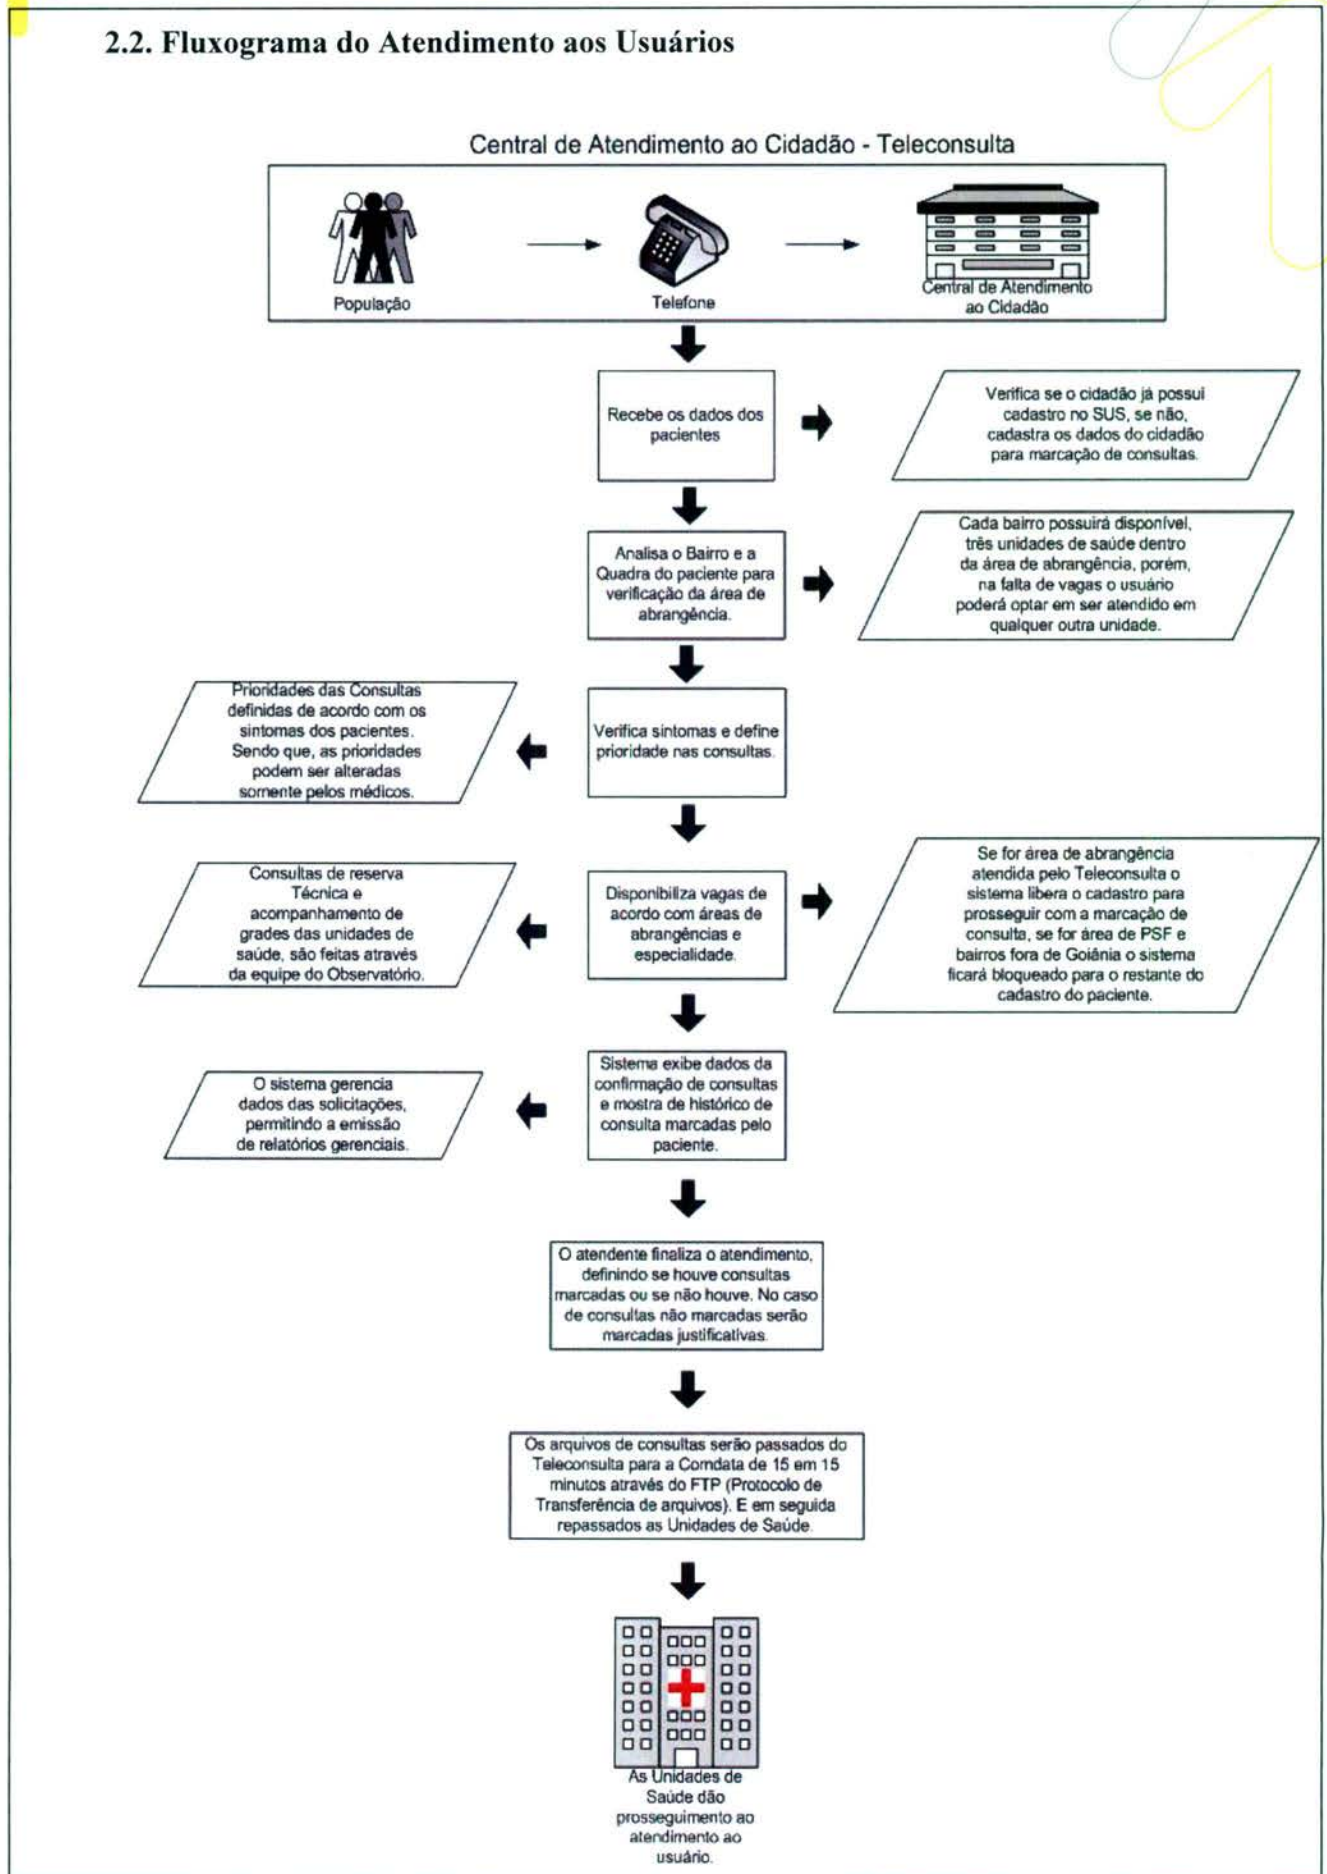 2.2. Fluxograma do Atendimento aos Usuários
Central de Atendimento ao Cidadão - Teleconsulta
População
Telefone
Central de Atendimento
ao Cidadão
Recebe os dados dos
pacientes
Verifica se o cidadão já possui
cadastro no SUS, se não,
cadastra os dados do cidadão
para marcação de consultas.
Analisa o Bairro e a
Quadra do paciente para
verificação da área de
abrangência.
Cada bairro possuirá disponível,
três unidades de saúde dentro
da área de abrangência, porém,
na falta de vagas o usuário
poderá optar em ser atendido em
qualquer outra unidade.
Prioridades das Consultas
definidas de acordo com os
sintomas dos pacientes.
Sendo que, as prioridades
podem ser alteradas
somente pelos médicos.
Verifica sintomas e define
prioridade nas consultas.
Consultas de reserva
Técnica e
acompanhamento de
grades das unidades de
saúde, são feitas através
da equipe do Observatório.
Disponibiliza vagas de
acordo com áreas de
abrangências e
especialidade.
Se for área de abrangência
atendida pelo Teleconsulta o
sistema libera o cadastro para
prosseguir com a marcação de
consulta, se for área de PSF e
bairros fora de Goiânia o sistema
ficará bloqueado para o restante do
cadastro do paciente.
O sistema gerencia
dados das solicitações,
permitindo a emissão
de relatórios gerenciais.
Sistema exibe dados da
confirmação de consultas
e mostra de histórico de
consulta marcadas pelo
paciente.
O atendente finaliza o atendimento,
definindo se houve consultas
marcadas ou se não houve. No caso
de consultas não marcadas serão
marcadas justificativas.
Os arquivos de consultas serão passados do
Teleconsulta para a Comdata de 15 em 15
minutos através do FTP (Protocolo de
Transferência de arquivos). E em seguida
repassados as Unidades de Saúde.
As Unidades de
Saúde dão
prosseguimento ao
atendimento ao
usuário.